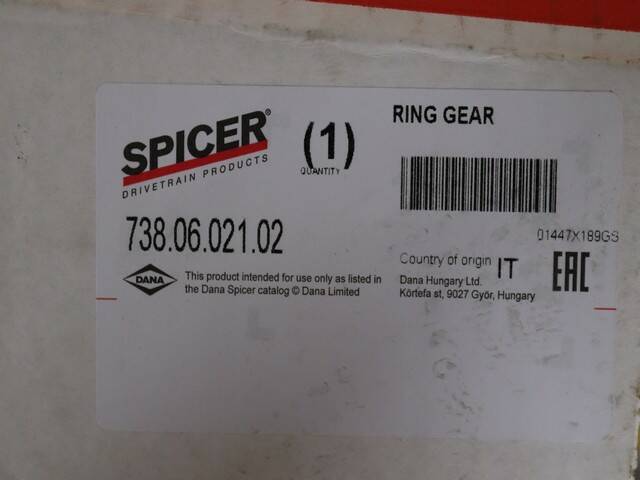 SPICER®
DRIVETRAIN PRODUCTS
(1)
QUANTITY
RING GEAR
738.06.021.02
01447X189GS
Country of origin IT
EAC
DANA
This product intended for use only as listed in
the Dana Spicer catalog © Dana Limited
Dana Hungary Ltd.
Körtefa st, 9027 Győr, Hungary